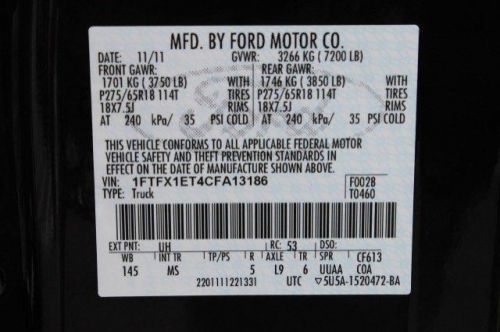 MFD. BY FORD MOTOR CO.
DATE: 11/11 GVWR: 3266 KG ( 7200 LB)
FRONT GAWR: REAR GAWR:
1701 KG ( 3750 LB) WITH 1746 KG ( 3850 LB) WITH
P275/65R18 114T TIRES P275/65R18 114T TIRES
18X7.5J RIMS 18X7.5J RIMS
AT 240 kPa/ 35 PSI COLD AT 240 kPa/ 35 PSI COLD
THIS VEHICLE CONFORMS TO ALL APPLICABLE FEDERAL MOTOR
VEHICLE SAFETY AND THEFT PREVENTION STANDARDS IN
EFFECT ON THE DATE OF MANUFACTURE SHOWN ABOVE.
VIN: 1FTFX1ET4CFA13186 F0028
TYPE: Truck T0460
EXT PNT: UH RC: 53 DSO:
WB INT TR TP/PS R AXLE TR SPR CF613
145 MS 5 L9 6 UUAA COA
2201111221331 UTC ▽5U5A-1520472-BA
Ford